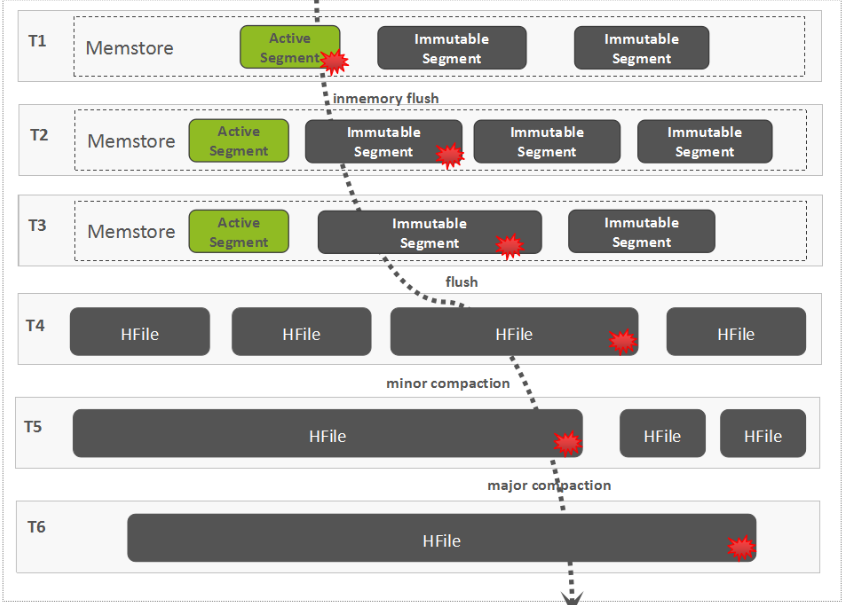 T1
Memstore
Active
Segment
Immutable
Segment
Immutable
Segment
inmemory flush
T2
Memstore
Active
Segment
Immutable
Segment
Immutable
Segment
Immutable
Segment
T3
Memstore
Active
Segment
Immutable
Segment
Immutable
Segment
flush
T4
HFile
HFile
HFile
HFile
minor compaction
T5
HFile
HFile
HFile
major compaction
T6
HFile